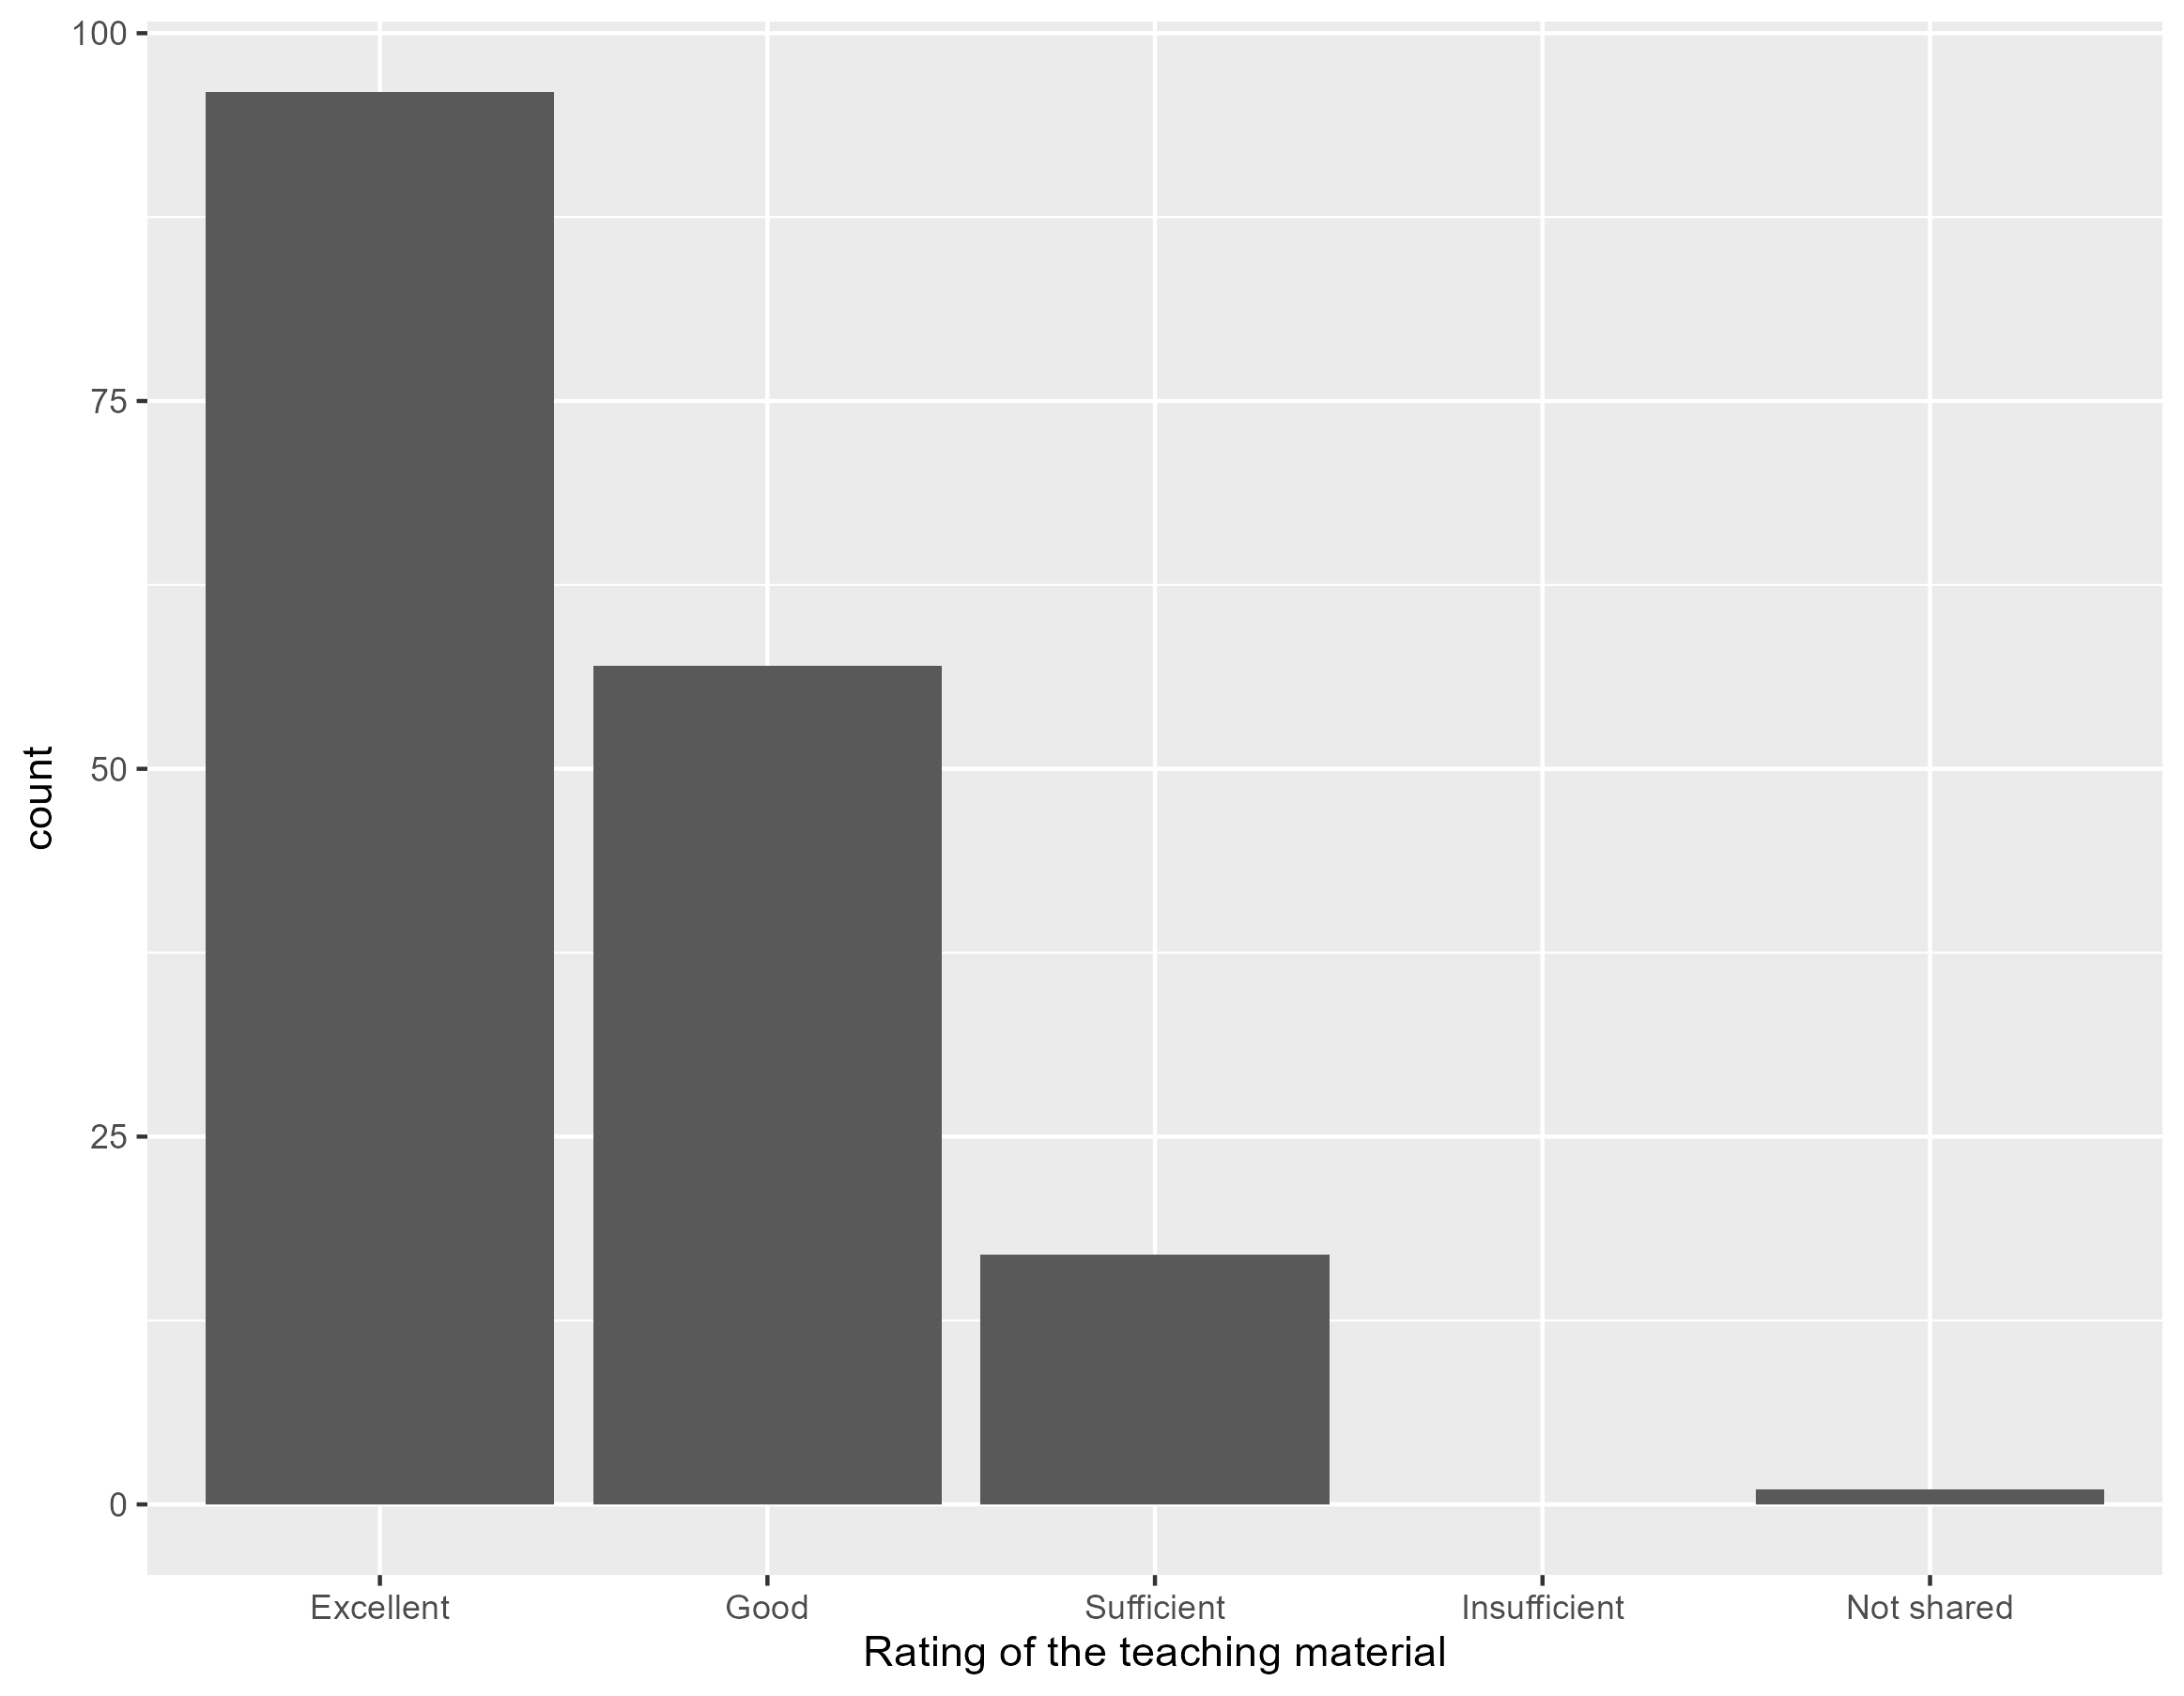 100
75
50
25
0
count
Excellent Good Sufficient Insufficient Not shared
Rating of the teaching material